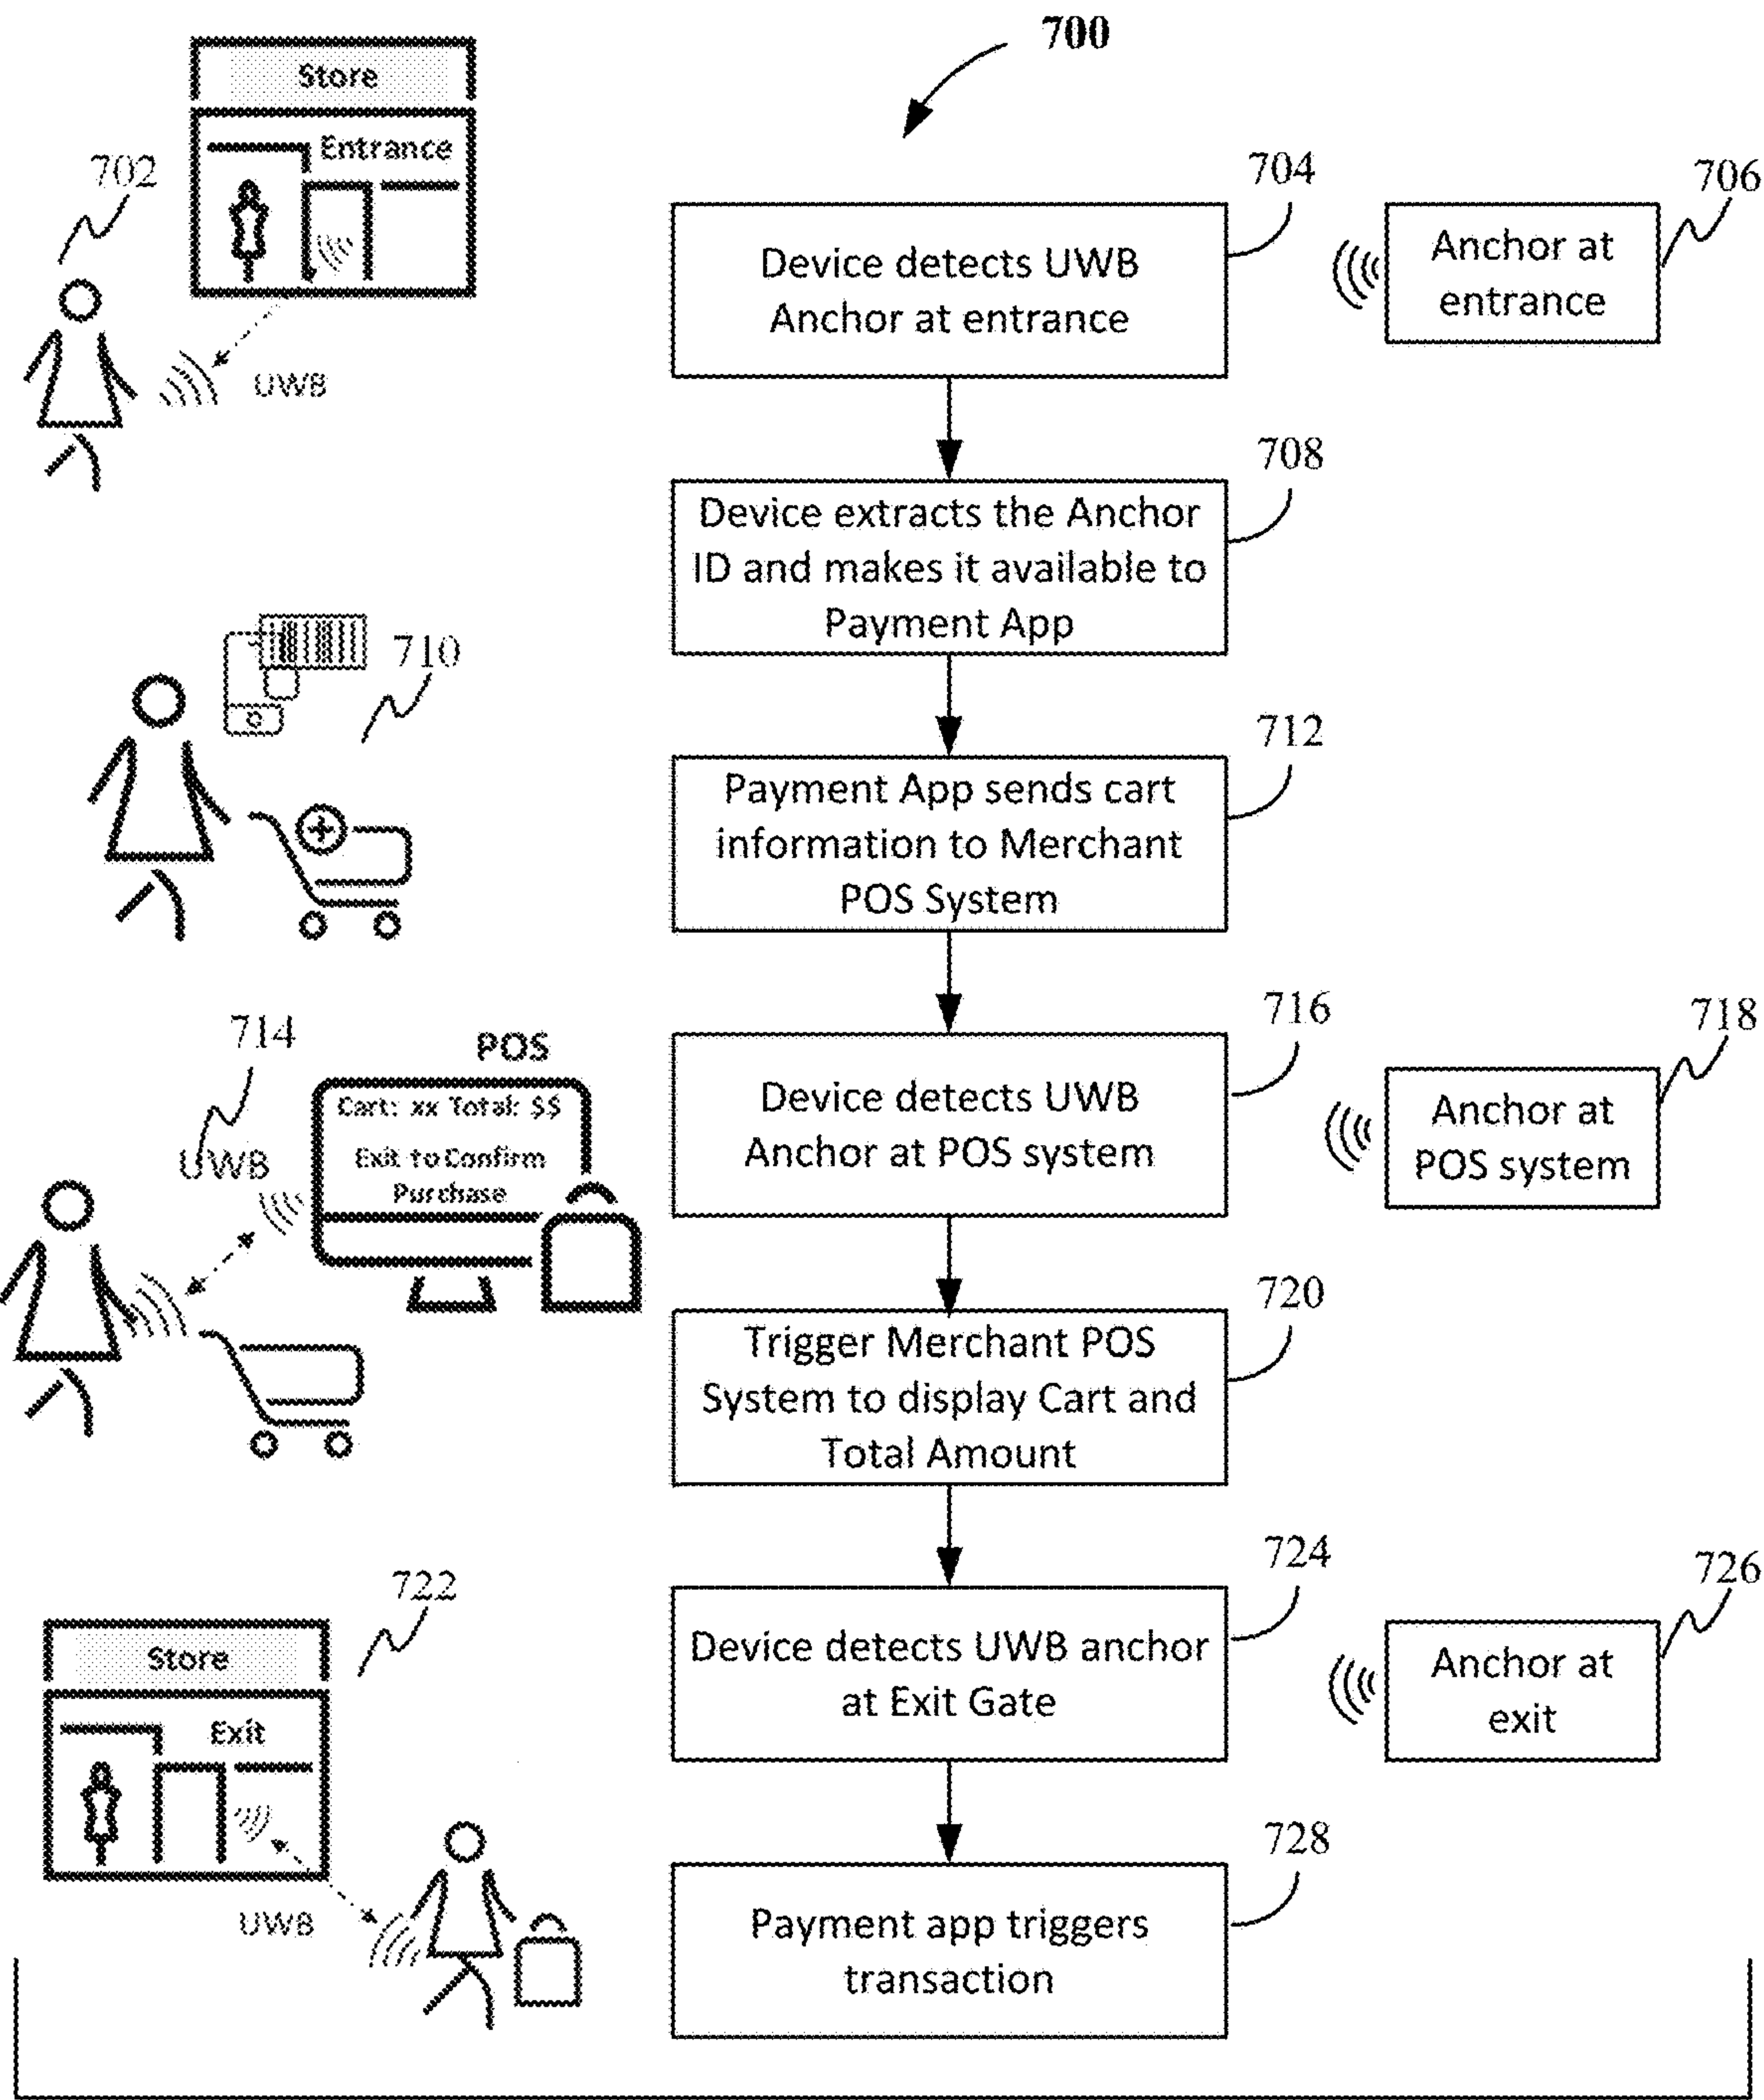 700
Store
Entrance
702
UWB
704
Device detects UWB
Anchor at entrance
706
Anchor at
entrance
708
Device extracts the Anchor
ID and makes it available to
Payment App
710
712
Payment App sends cart
information to Merchant
POS System
714
UWB
POS
Cart: xx Total: $$
Exit to Confirm
Purchase
716
Device detects UWB
Anchor at POS system
718
Anchor at
POS system
720
Trigger Merchant POS
System to display Cart and
Total Amount
722
Store
Exit
UWB
724
Device detects UWB anchor
at Exit Gate
726
Anchor at
exit
728
Payment app triggers
transaction